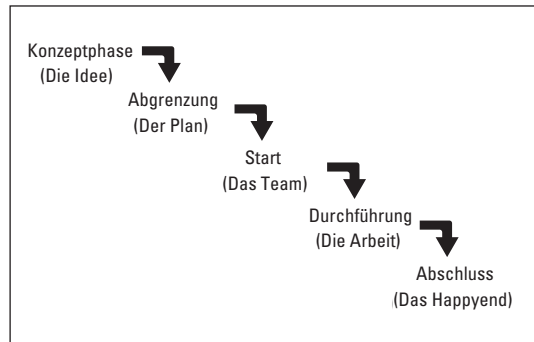 Konzeptphase
(Die Idee)
Abgrenzung
(Der Plan)
Start
(Das Team)
Durchführung
(Die Arbeit)
Abschluss
(Das Happyend)